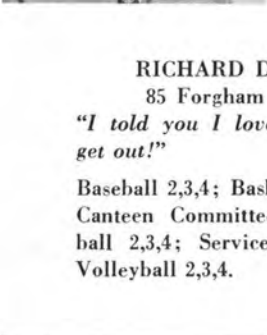 RICHARD D
85 Forgham
"I told you I lov
get out!"
Baseball 2,3,4; Bas
Canteen Committe
ball 2,3,4; Service
Volleyball 2,3,4.